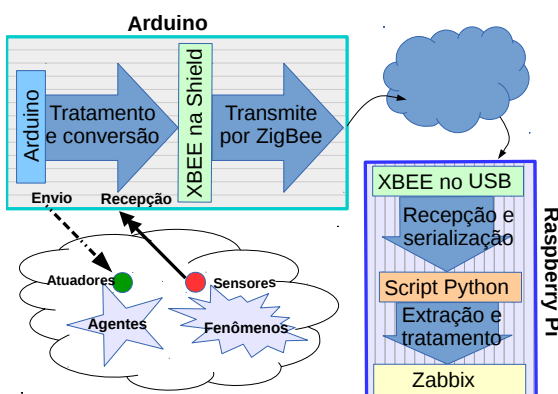 Arduino
Arduino
Tratamento
e conversão
XBEE na Shield
Transmite
por ZigBee
Envio
Recepção
Atuadores
Sensores
Agentes
Fenômenos
Raspberry Pi
XBEE no USB
Recepção e
serialização
Script Python
Extração e
tratamento
Zabbix